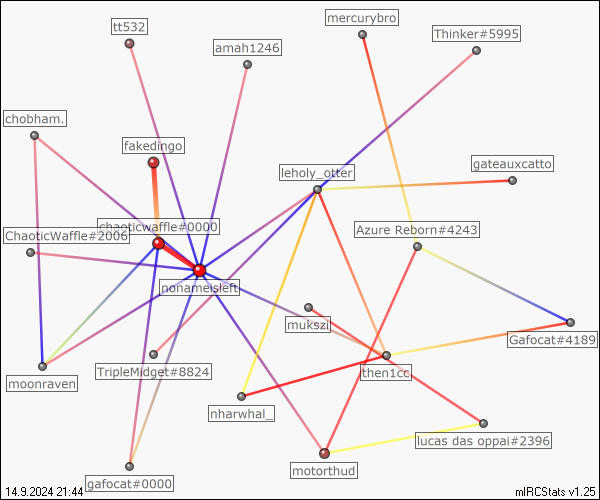 mercurybro
tt532
Thinker#5995
amah1246
chobham.
fakedingo
gateauxcatto
leholy_otter
chaoticwaffle#0000
Azure Reborn#4243
ChaoticWaffle#2006
nonameisleft
mukszi
Gafocat#4189
TripleMidget#8824
then1cc
moonraven
nharwhal_
lucas das oppai#2396
motorthud
gafocat#0000
14.9.2024 21:44
mIRCStats v1.25